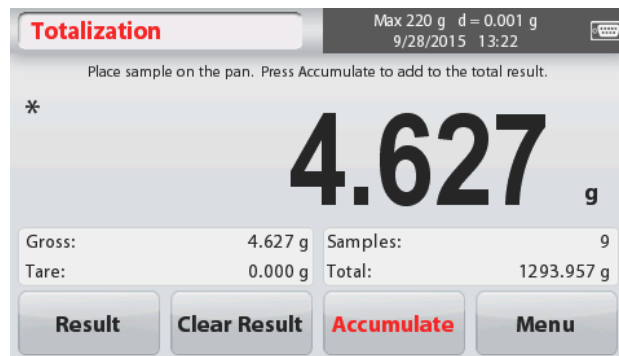 Totalization
Max 220 g d = 0.001 g
9/28/2015 13:22
Place sample on the pan. Press Accumulate to add to the total result.
*
4.627 g
Gross: 4.627 g Samples: 9
Tare: 0.000 g Total: 1293.957 g
Result Clear Result Accumulate Menu